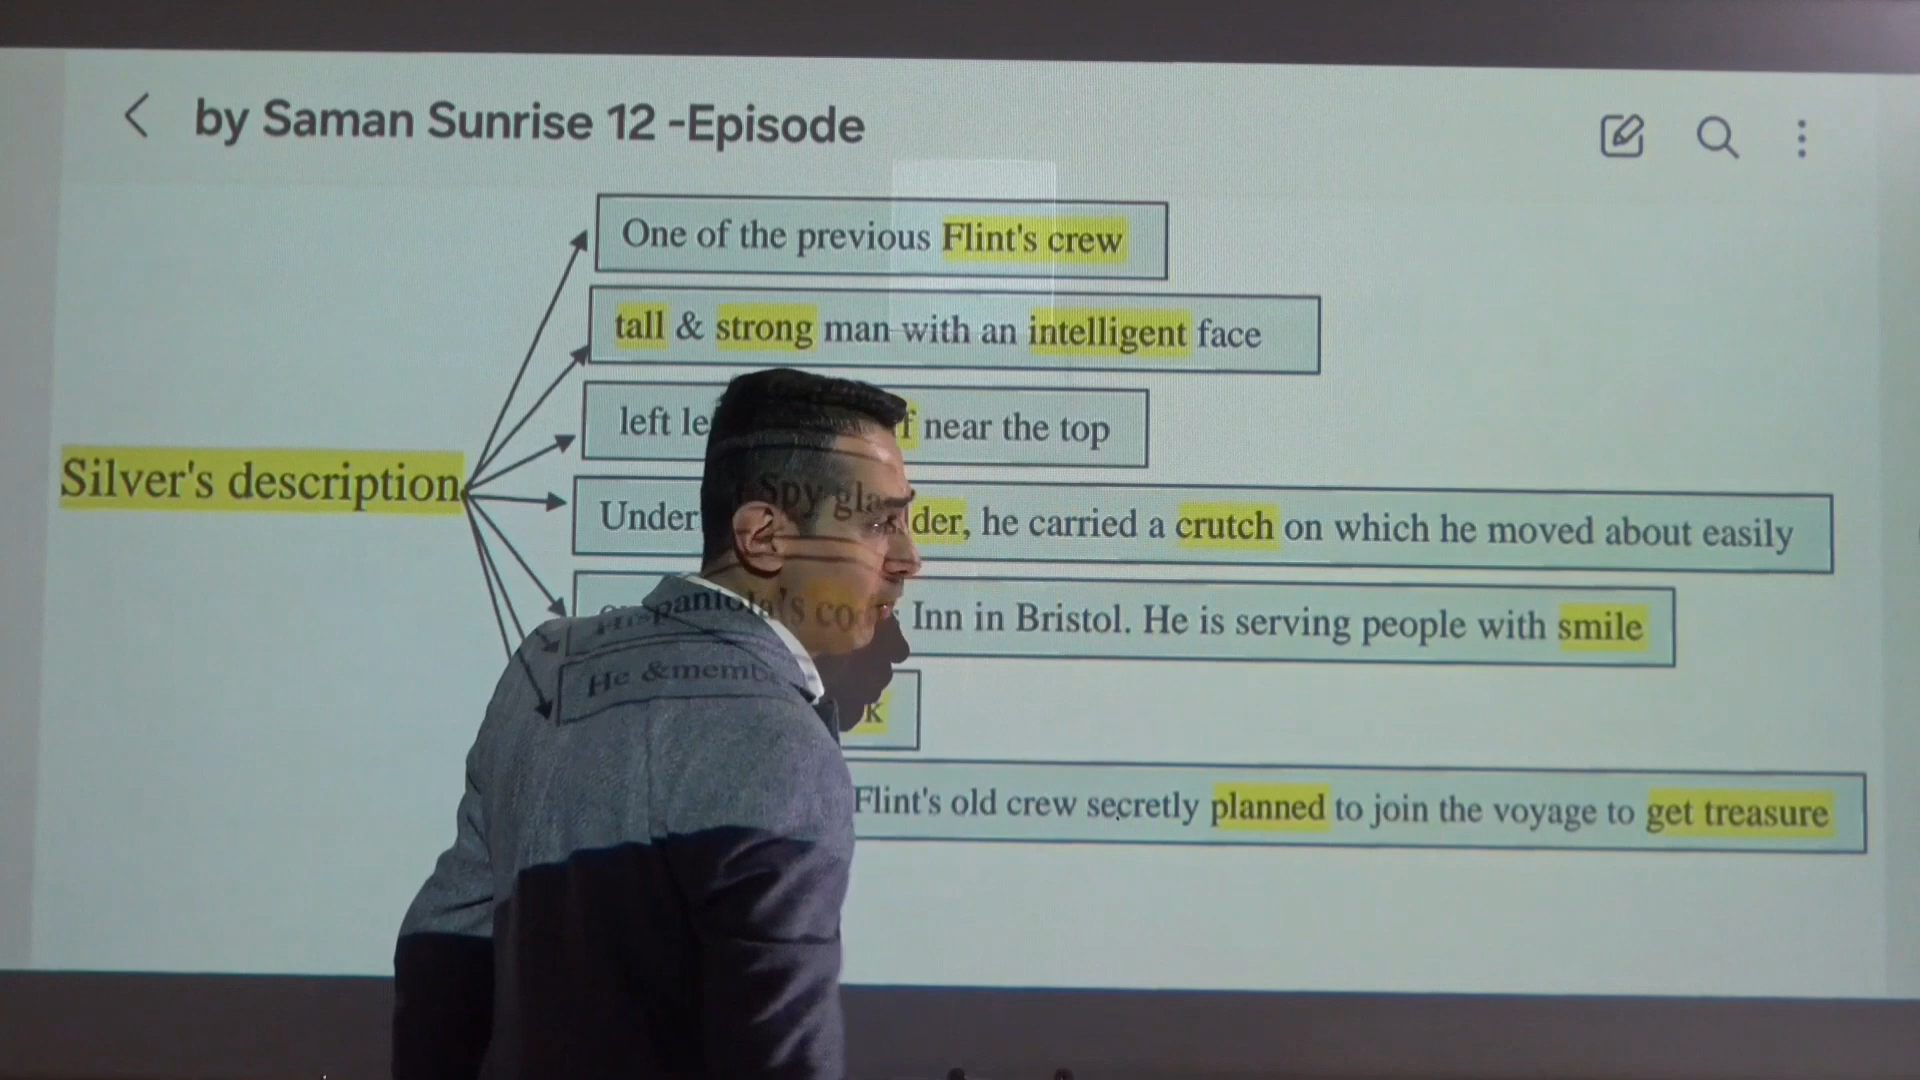 by Saman Sunrise 12 -Episode
One of the previous Flint's crew
tall & strong man with an intelligent face
left near the top
Silver's description
Under he carried a crutch on which he moved about easily
Spy
Inn in Bristol. He is serving people with smile
He & Flint's old crew secretly planned to join the voyage to get treasure